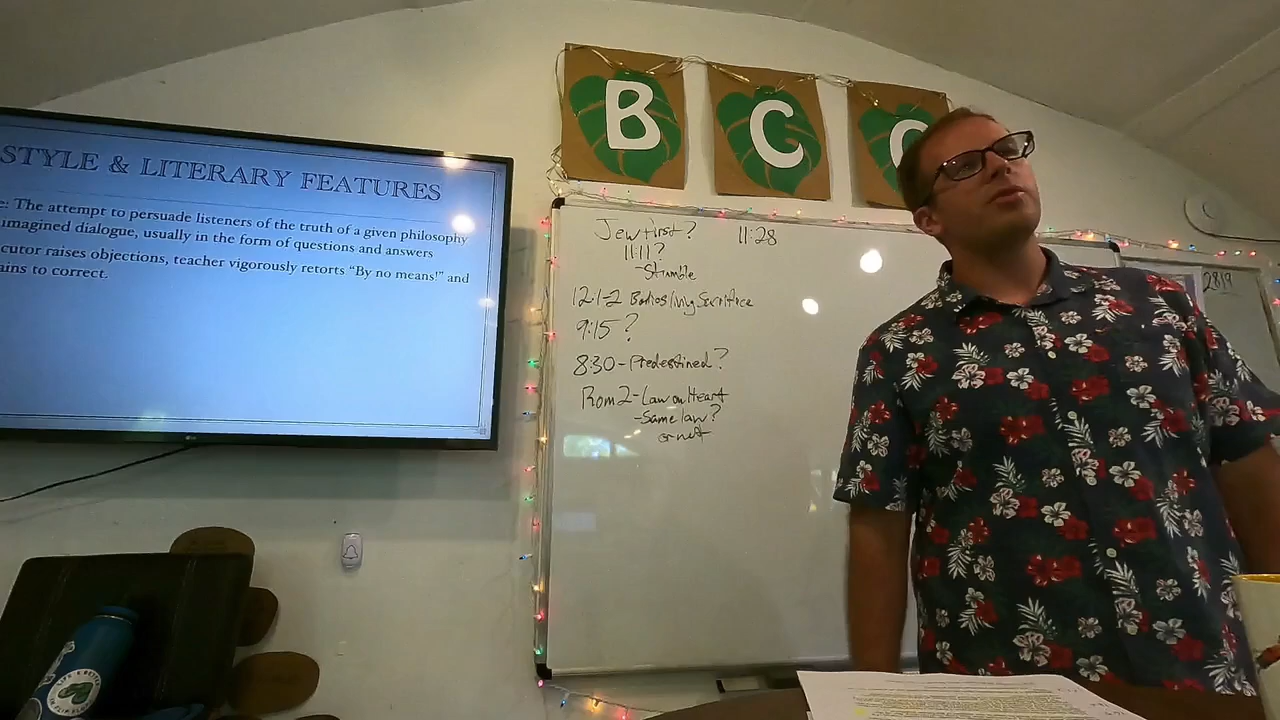 STYLE & LITERARY FEATURES
e: The attempt to persuade listeners of the truth of a given philosophy
imagined dialogue, usually in the form of questions and answers
cutor raises objections, teacher vigorously retorts "By no means!" and
ains to correct.
B C
Jew first? 11:28
11:11?
-Stumble
12:1-2 Bodies living Sacrifice
9:15?
8:30-Predestined?
Rom 2-Law on Heart
-Same law?
or not
2819